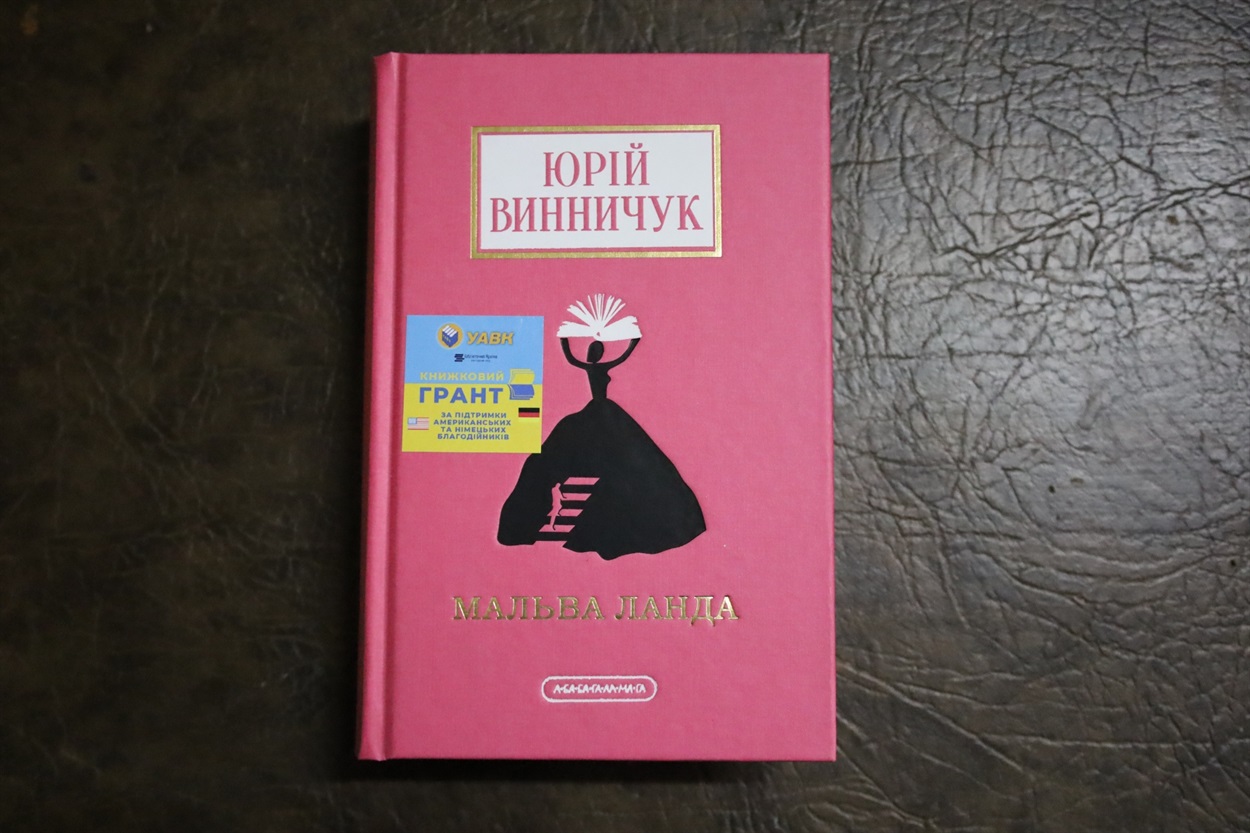 ЮРІЙ
ВИННИЧУК
УАВК
КНИЖКОВИЙ
ГРАНТ
ЗА ПІДТРИМКИ
АМЕРИКАНСЬКИХ
ТА НІМЕЦЬКИХ
БЛАГОДІЙНИКІВ
МАЛЬВА ЛАНДА
А-БА-БА-ГА-ЛА-МА-ГА